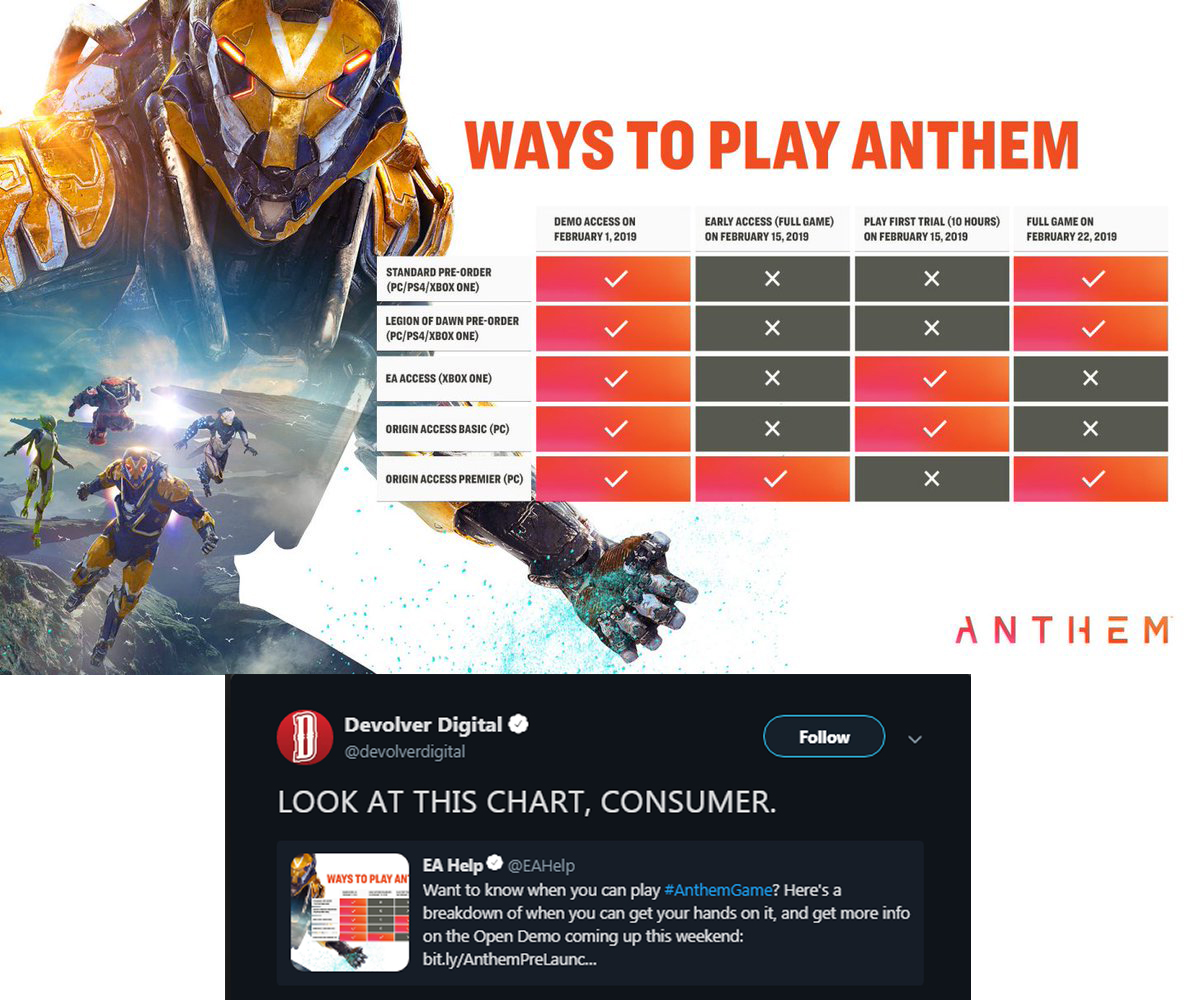 WAYS TO PLAY ANTHEM
DEMO ACCESS ON
FEBRUARY 1, 2019
EARLY ACCESS (FULL GAME)
ON FEBRUARY 15, 2019
PLAY FIRST TRIAL (10 HOURS)
ON FEBRUARY 15, 2019
FULL GAME ON
FEBRUARY 22, 2019
STANDARD PRE-ORDER
(PC/PS4/XBOX ONE)
LEGION OF DAWN PRE-ORDER
(PC/PS4/XBOX ONE)
EA ACCESS (XBOX ONE)
ORIGIN ACCESS BASIC (PC)
ORIGIN ACCESS PREMIER (PC)
ANTHEM
Devolver Digital
@devolverdigital
Follow
LOOK AT THIS CHART, CONSUMER.
EA Help @EAHelp
WAYS TO PLAY AN
Want to know when you can play #AnthemGame? Here's a
breakdown of when you can get your hands on it, and get more info
on the Open Demo coming up this weekend:
bit.ly/AnthemPreLaunc...